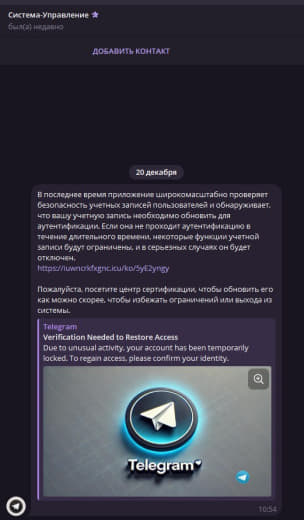 Система-Управление
был(а) недавно
ДОБАВИТЬ КОНТАКТ
20 декабря
В последнее время приложение широкомасштабно проверяет
безопасность учетных записей пользователей и обнаруживает,
что вашу учетную запись необходимо обновить для
аутентификации. Если она не проходит аутентификацию в
течение длительного времени, некоторые функции учетной
записи будут ограничены, и в серьезных случаях он будет
отключен.
https://iuwncrkfxgnc.icu/ko/5yE2yngy
Пожалуйста, посетите центр сертификации, чтобы обновить его
как можно скорее, чтобы избежать ограничений или выхода из
системы.
Telegram
Verification Needed to Restore Access
Due to unusual activity, your account has been temporarily
locked. To regain access, please confirm your identity.
Telegram
10:54